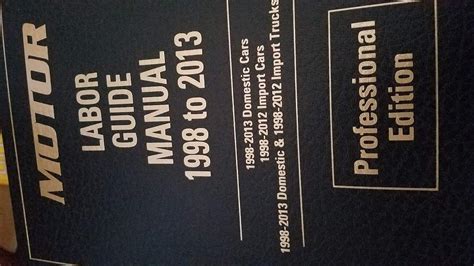 MOTOR
LABOR
GUIDE
MANUAL
1998 to 2013
1998-2013 Domestic Cars
1998-2012 Import Cars
1998-2013 Domestic & 1998-2012 Import Trucks
Professional
Edition